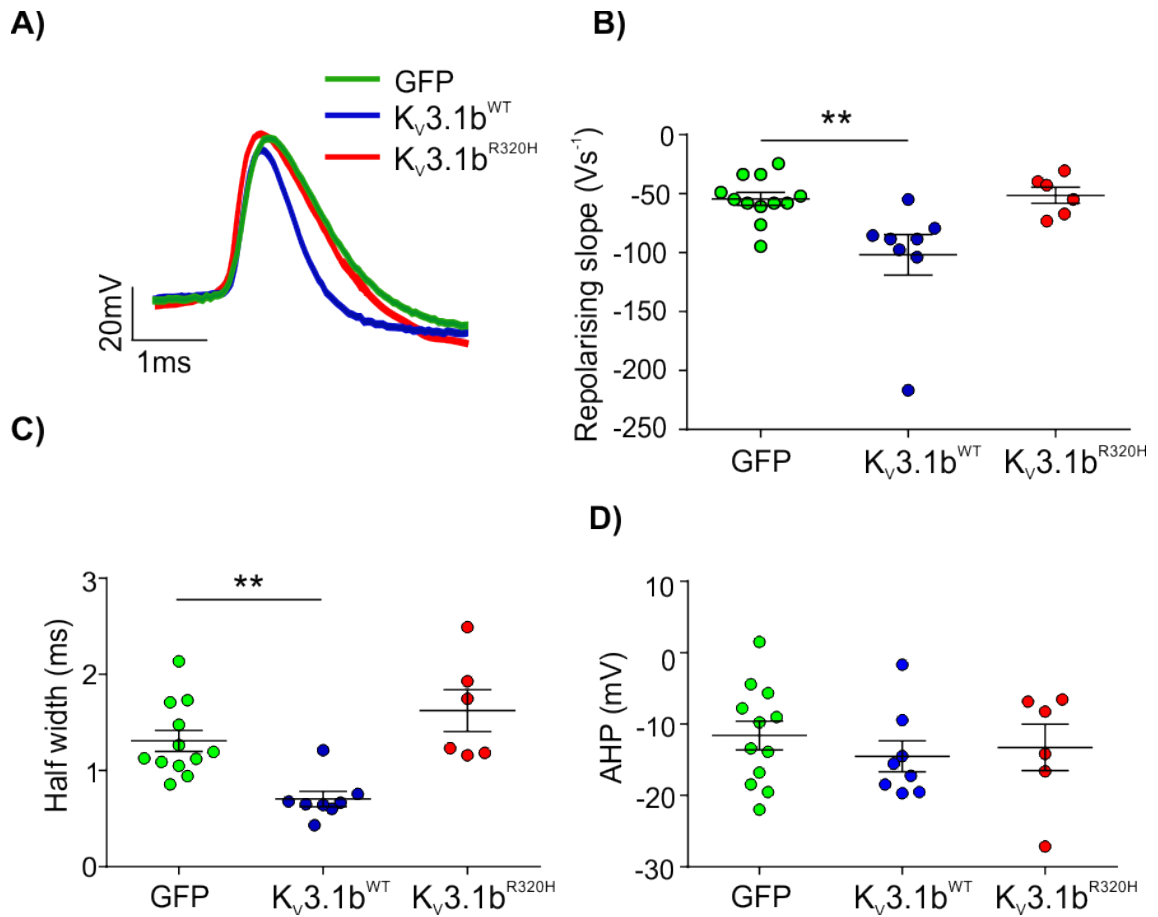 A)
GFP
Kᵥ3.1bᵂᵀ
Kᵥ3.1bᴿ³²⁰ᴴ
20mV
1ms
B)
**
Repolarising slope (Vs⁻¹)
0
-50
-100
-150
-200
-250
GFP
Kᵥ3.1bᵂᵀ
Kᵥ3.1bᴿ³²⁰ᴴ
C)
**
Half width (ms)
3
2
1
0
GFP
Kᵥ3.1bᵂᵀ
Kᵥ3.1bᴿ³²⁰ᴴ
D)
AHP (mV)
10
0
-10
-20
-30
GFP
Kᵥ3.1bᵂᵀ
Kᵥ3.1bᴿ³²⁰ᴴ